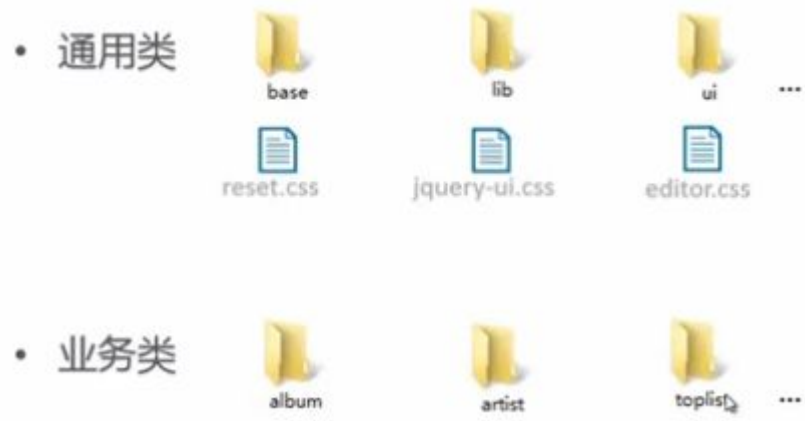 • 通用类
base lib ui ...
reset.css jquery-ui.css editor.css
• 业务类
album artist toplist ...